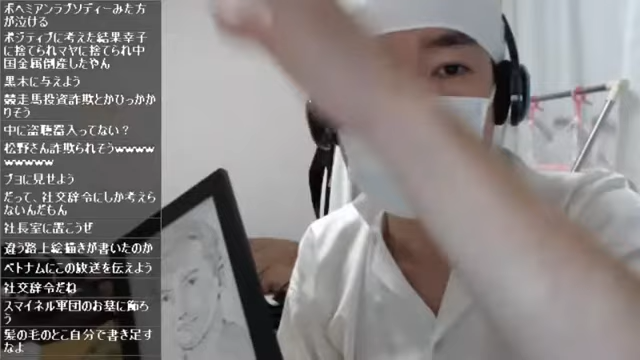 ボヘミアンラプソディーみた方
が泣ける
ポジティブに考えた結果幸子
に捨てられマヤに捨てられ中
国金属倒産したやん
黒木に与えよう
競走馬投資詐欺とかひっかか
りそう
中に盗聴器入ってない？
松野さん詐欺られそうwwww
wwwww
ブヨに見せよう
だって、社交辞令にしか考えら
ないんだもん
社長室に置こうぜ
違う路上絵描きが書いたのか
ベトナムにこの放送を伝えよう
社交辞令だね
スマイネル軍団のお墓に飾ろ
う
髪の毛のとこ自分で書き足す
なよ